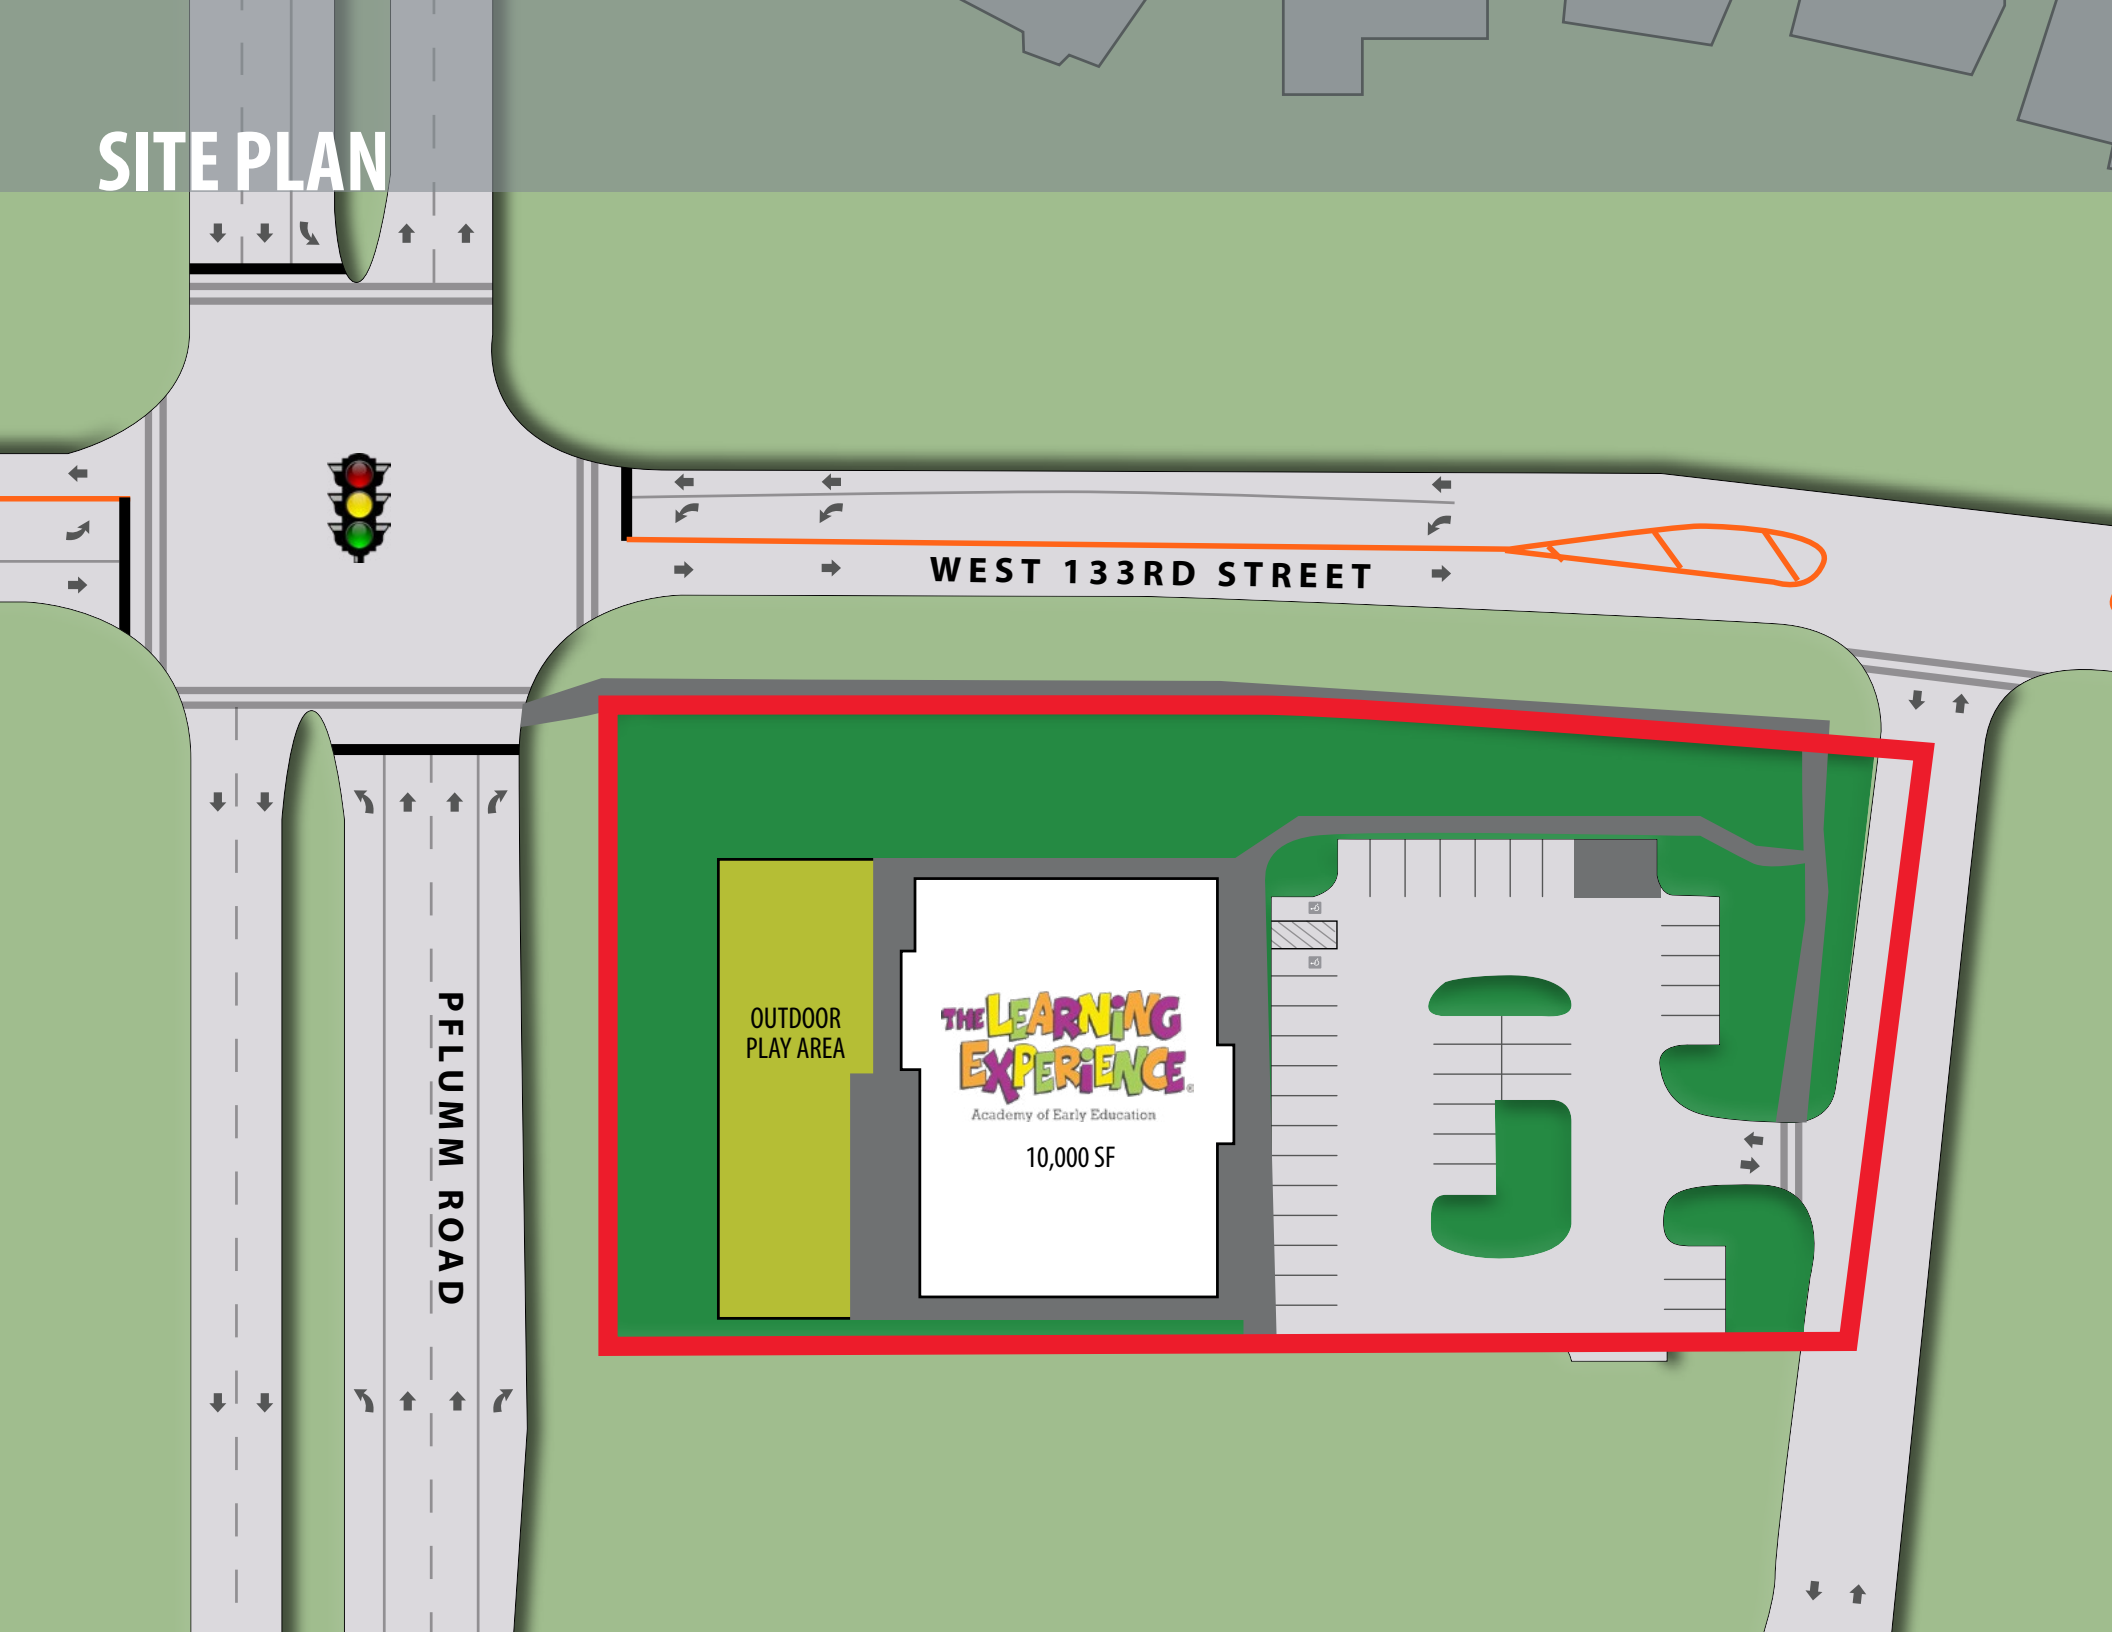 SITE PLAN
WEST 133RD STREET
PFLUMM ROAD
OUTDOOR
PLAY AREA
THE LEARNiNG
EXPERiENCE®
Academy of Early Education
10,000 SF